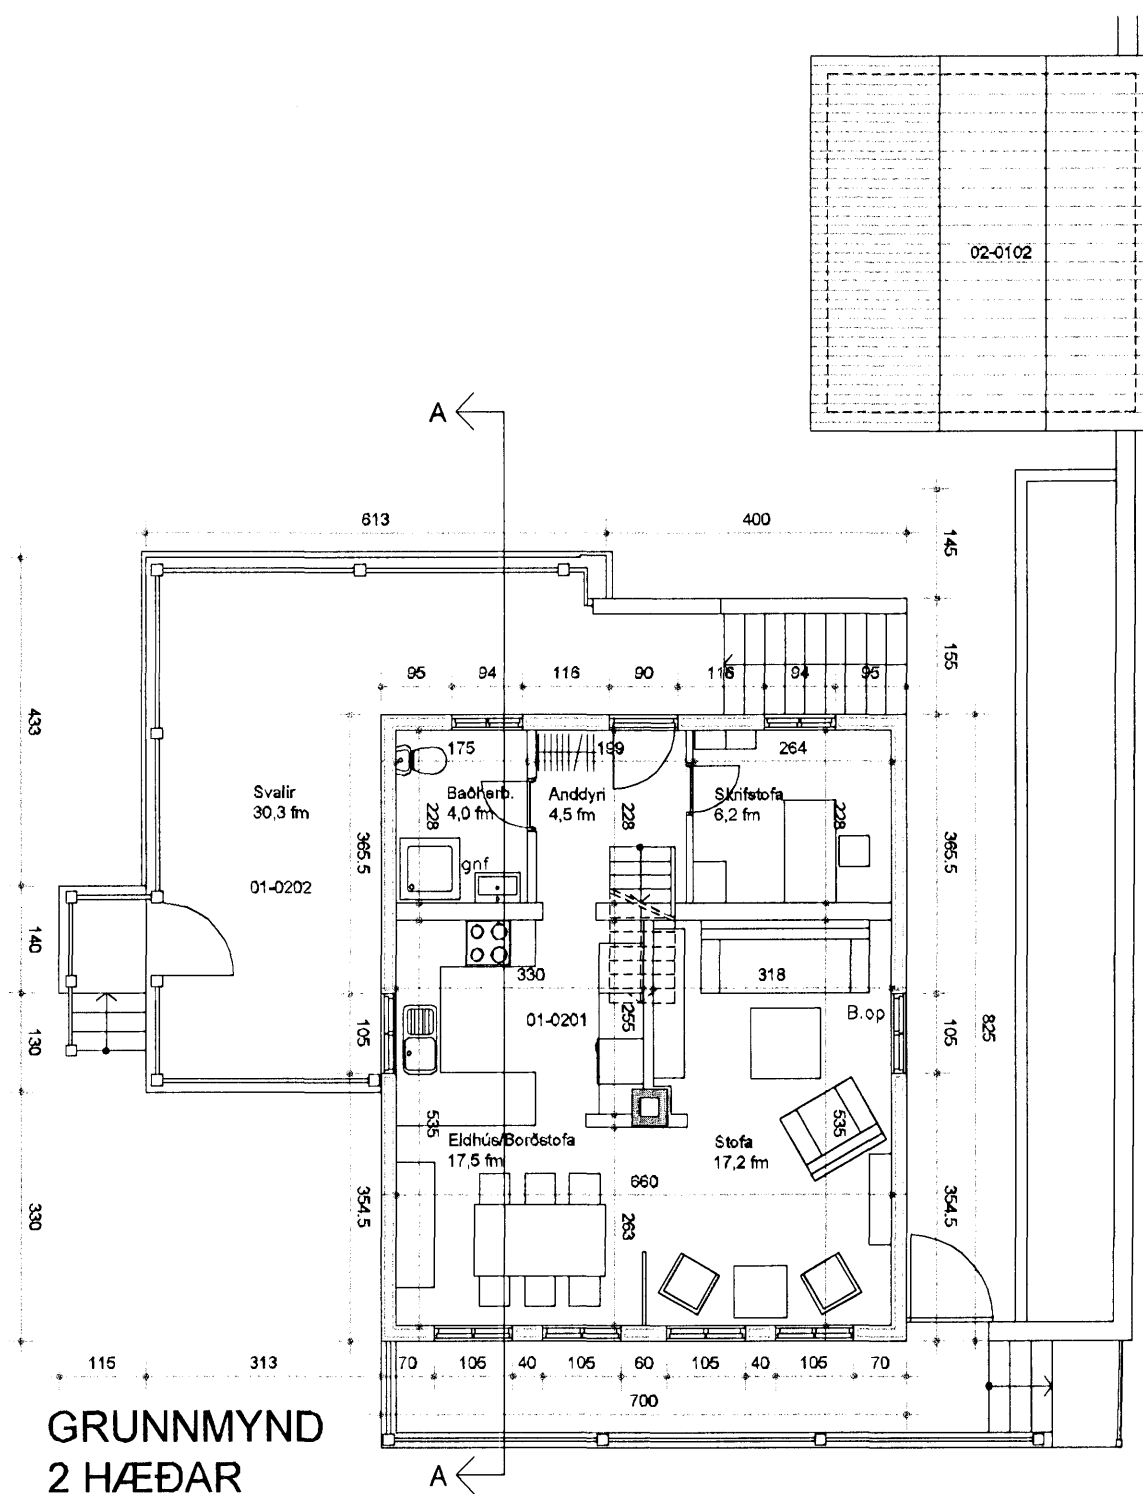 02-0102
A
613
400
145
155
95
94
116
90
116
94
95
433
175
199
264
Svalir
30,3 fm
Baðherb.
4,0 fm
Anddyri
4,5 fm
Skrifstofa
6,2 fm
228
228
228
365.5
365.5
gnf
01-0202
140
330
318
255
01-0201
B.op
130
105
105
825
535
535
Eldhús/Borðstofa
17,5 fm
Stofa
17,2 fm
660
263
330
354.5
354.5
115
313
70
105
40
105
60
105
40
105
70
700
GRUNNMYND
2 HÆÐAR
A